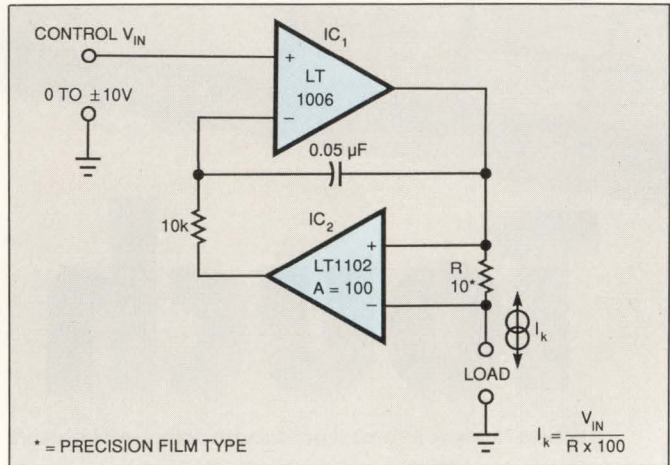 CONTROL V_IN
0 TO ±10V
IC₁
+
LT
1006
−
0.05 µF
10k
IC₂
LT1102
A = 100
+
−
R
10*
I_k
LOAD
* = PRECISION FILM TYPE
I_k = V_IN / R x 100